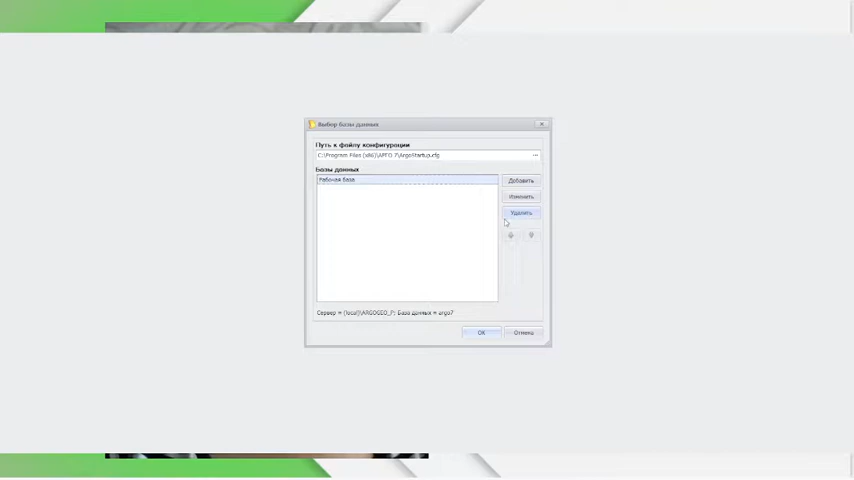 Выбор базы данных
Путь к файлу конфигурации
C:\Program Files (x86)\АРГО 7\ArgoStartup.cfg
Базы данных
Рабочая база
Добавить
Изменить
Удалить
Сервер = (local)\ARGOGEO_P; База данных = argo7
ОК
Отмена